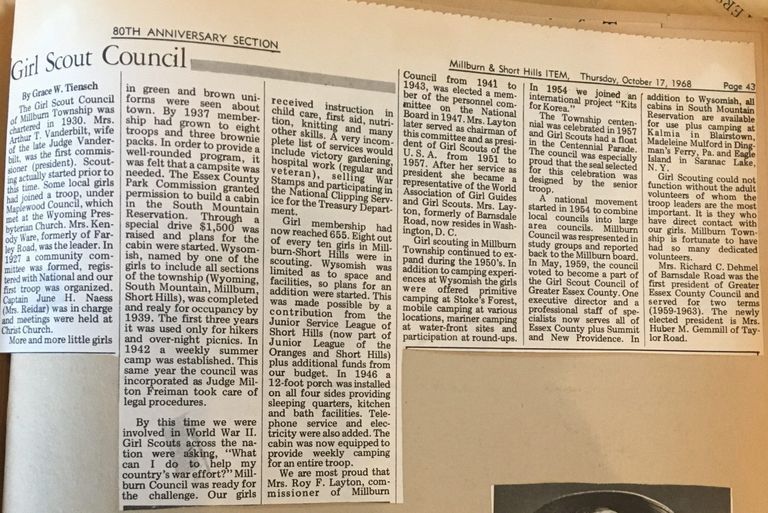 80TH ANNIVERSARY SECTION
Girl Scout Council
Millburn & Short Hills ITEM, Thursday, October 17, 1968 Page 43
By Grace W. Tiensch
The Girl Scout Council
of Millburn Township was
chartered in 1930. Mrs.
Arthur T. Vanderbilt, wife
of the late Judge Vander-
bilt, was the first commis-
sioner (president). Scout-
ing actually started prior to
this time. Some local girls
had joined a troop, under
Maplewood Council, which
met at the Wyoming Pres-
byterian Church. Mrs. Ken-
ody Ware, formerly of Far-
ley Road, was the leader. In
1927 a community com-
mittee was formed, regis-
tered with National and our
first troop was organized.
Captain June H. Naess
(Mrs. Reidar) was in charge
and meetings were held at
Christ Church.
More and more little girls
in green and brown uni-
forms were seen about
town. By 1937 member-
ship had grown to eight
troops and three brownie
packs. In order to provide a
well-rounded program, it
was felt that a campsite was
needed. The Essex County
Park Commission granted
permission to build a cabin
in the South Mountain
Reservation. Through a
special drive $1,500 was
raised and plans for the
cabin were started. Wysom-
ish, named by one of the
girls to include all sections
of the township (Wyoming,
South Mountain, Millburn,
Short Hills), was completed
and realy for occupancy by
1939. The first three years
it was used only for hikers
and over-night picnics. In
1942 a weekly summer
camp was established. This
same year the council was
incorporated as Judge Mil-
ton Freiman took care of
legal procedures.
By this time we were
involved in World War II.
Girl Scouts across the na-
tion were asking, "What
can I do to help my
country's war effort?" Mill-
burn Council was ready for
the challenge. Our girls
received instruction in
child care, first aid, nutri-
tion, knitting and many
other skills. A very incom-
plete list of services would
include victory gardening,
hospital work (regular and
veteran), selling War
Stamps and participating in
the National Clipping Serv-
ice for the Treasury Depart-
ment.
Girl membership had
now reached 655. Eight out
of every ten girls in Mill-
burn-Short Hills were in
scouting. Wysomish was
limited as to space and
facilities, so plans for an
addition were started. This
was made possible by a
contribution from the
Junior Service League of
Short Hills (now part of
Junior League of the
Oranges and Short Hills)
plus additional funds from
our budget. In 1946 a
12-foot porch was installed
on all four sides providing
sleeping quarters, kitchen
and bath facilities. Tele-
phone service and elec-
tricity were also added. The
cabin was now equipped to
provide weekly camping
for an entire troop.
We are most proud that
Mrs. Roy F. Layton, com-
missioner of Millburn
Council from 1941 to
1943, was elected a mem-
ber of the personnel com-
mittee on the National
Board in 1947. Mrs. Layton
later served as chairman of
this committee and as presi-
dent of Girl Scouts of the
U. S. A. from 1951 to
1957. After her service as
president she became a
representative of the World
Association of Girl Guides
and Girl Scouts. Mrs. Lay-
ton, formerly of Barnsdale
Road, now resides in Wash-
ington, D. C.
Girl scouting in Millburn
Township continued to ex-
pand during the 1950's. In
addition to camping experi-
ences at Wysomish the girls
were offered primitive
camping at Stoke's Forest,
mobile camping at various
locations, mariner camping
at water-front sites and
participation at round-ups.
In 1954 we joined an
international project "Kits
for Korea."
The Township centen-
nial was celebrated in 1957
and Girl Scouts had a float
in the Centennial Parade.
The council was especially
proud that the seal selected
for this celebration was
designed by the senior
troop.
A national movement
started in 1954 to combine
local councils into large
area councils. Millburn
Council was respresented in
study groups and reported
back to the Millburn board.
In May, 1959, the council
voted to become a part of
the Girl Scout Council of
Greater Essex County. One
executive director and a
professional staff of spe-
cialists now serves all of
Essex County plus Summit
and New Providence. In
addition to Wysomiah, all
cabins in South Mountain
Reservation are available
for use plus camping at
Kalmia in Blairstown,
Madeleine Mulford in Ding-
man's Ferry, Pa. and Eagle
Island in Saranac Lake,
N. Y.
Girl Scouting could not
function without the adult
volunteers of whom the
troop leaders are the most
important. It is they who
have direct contact with
our girls. Millburn Town-
ship is fortunate to have
had so many dedicated
volunteers.
Mrs. Richard C. Dehmel
of Barnsdale Road was the
first president of Greater
Essex County Council and
served for two terms
(1959-1963). The newly
elected president is Mrs.
Huber M. Gemmill of Tay-
lor Road.